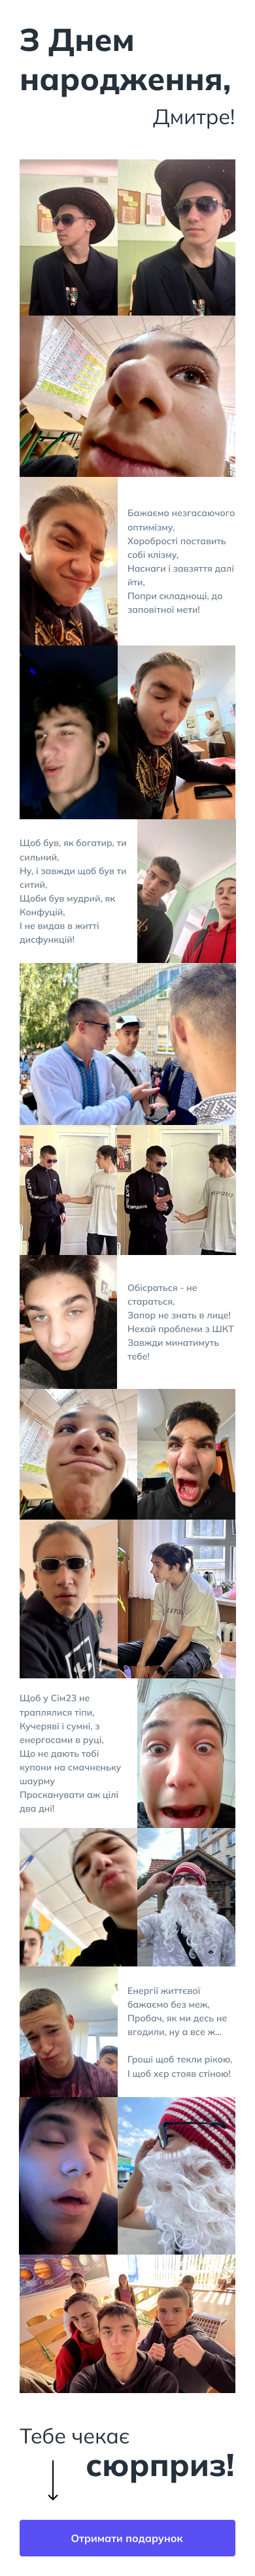 З Днем
народження,
Дмитре!
Бажаємо незгасаючого
оптимізму,
Хоробрості поставить
собі клізму,
Наснаги і завзяття далі
йти,
Попри складнощі, до
заповітної мети!
Щоб був, як богатир, ти
сильний,
Ну, і завжди щоб був ти
ситий,
Щоби був мудрий, як
Конфуцій,
І не видав в житті
дисфункцій!
Обісраться - не
стараться,
Запор не знать в лице!
Нехай проблеми з ШКТ
Завжди минатимуть
тебе!
Щоб у Сім23 не
траплялися тіпи,
Кучеряві і сумні, з
енергосами в руці,
Що не дають тобі
купони на смачненьку
шаурму
Просканувати аж цілі
два дні!
Енергії життєвої
бажаємо без меж,
Пробач, як ми десь не
вгодили, ну а все ж...
Гроші щоб текли рікою,
І щоб хєр стояв стіною!
Тебе чекає
сюрприз!
Отримати подарунок